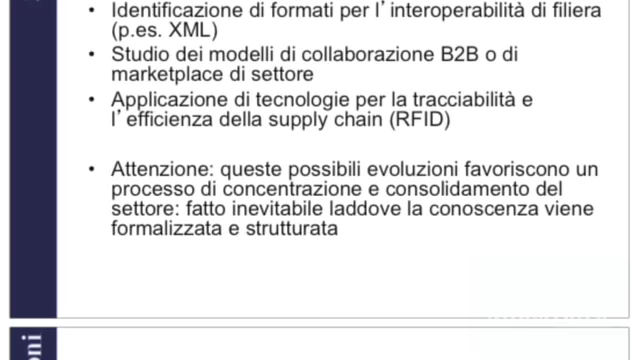 • Identificazione di formati per l'interoperabilità di filiera
(p.es. XML)
• Studio dei modelli di collaborazione B2B o di
marketplace di settore
• Applicazione di tecnologie per la tracciabilità e
l'efficienza della supply chain (RFID)
• Attenzione: queste possibili evoluzioni favoriscono un
processo di concentrazione e consolidamento del
settore: fatto inevitabile laddove la conoscenza viene
formalizzata e strutturata
oni